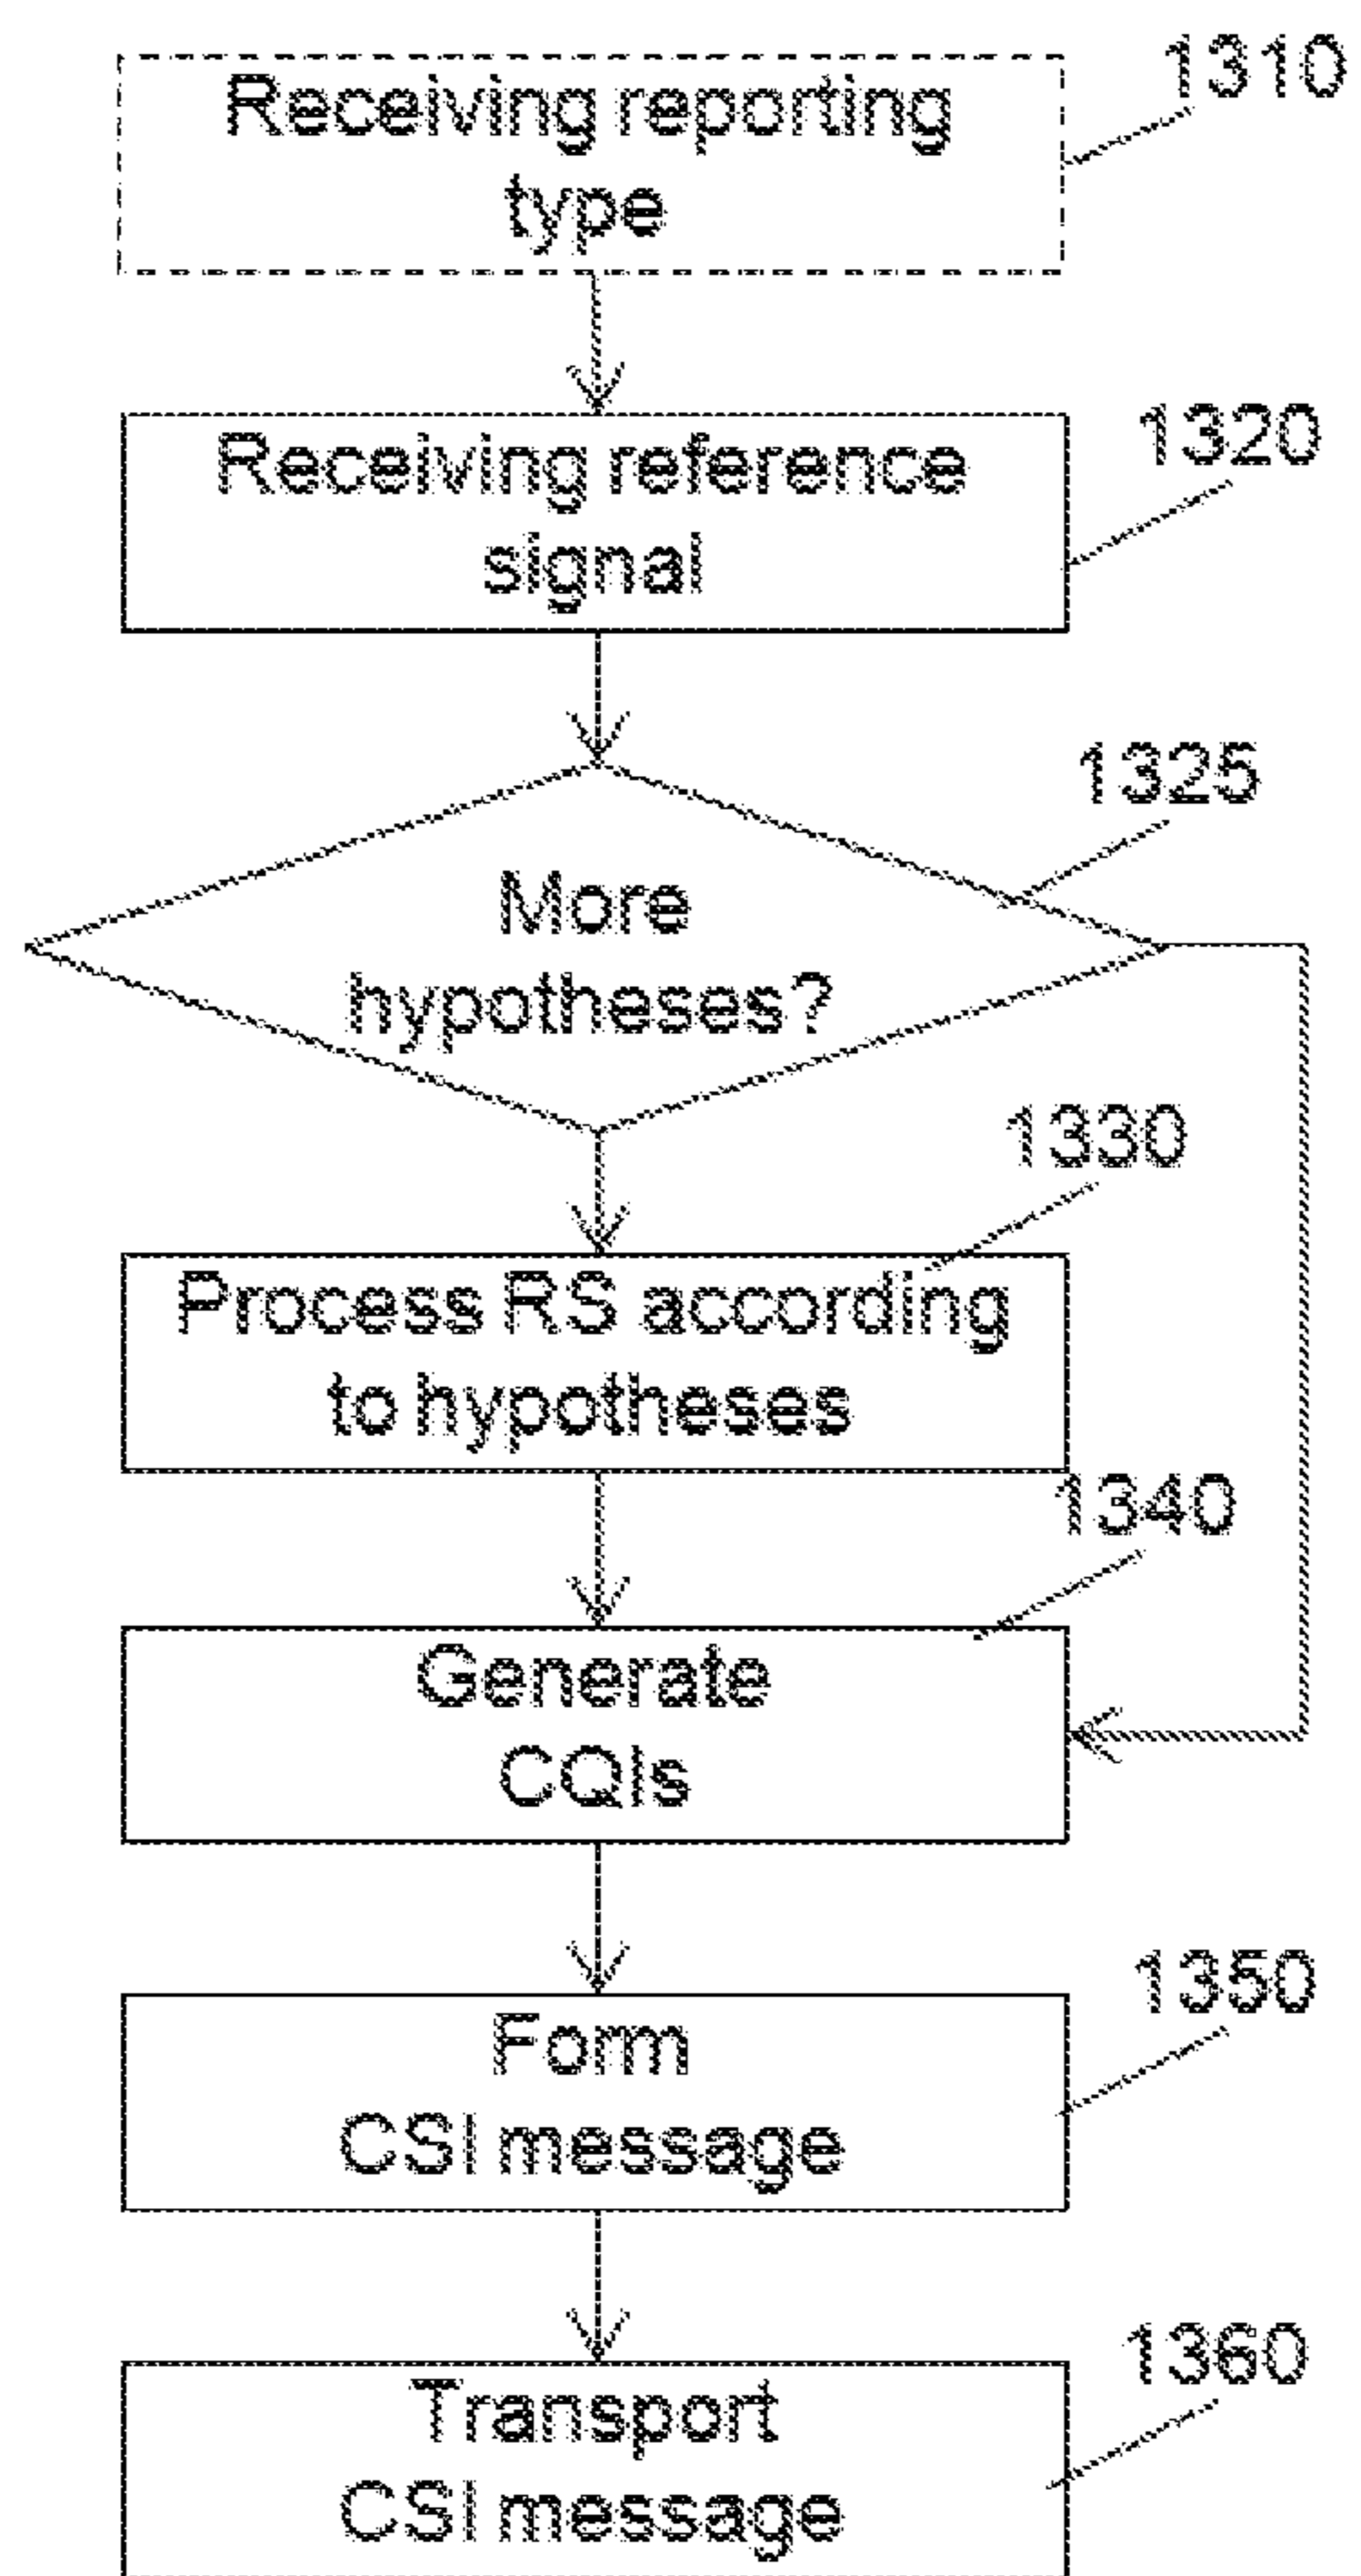 1310
Receiving reporting
type
1320
Receiving reference
signal
1325
More
hypotheses?
1330
Process RS according
to hypotheses
1340
Generate
CQIs
1350
Form
CSI message
1360
Transport
CSI message